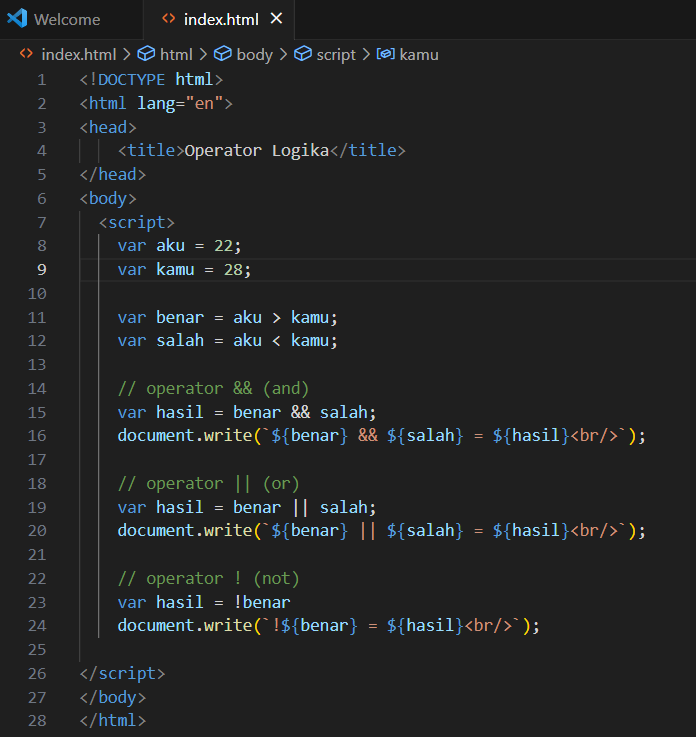 Welcome
index.html
index.html > html > body > script > kamu
1 <!DOCTYPE html>
2 <html lang="en">
3 <head>
4 <title>Operator Logika</title>
5 </head>
6 <body>
7 <script>
8 var aku = 22;
9 var kamu = 28;
10
11 var benar = aku > kamu;
12 var salah = aku < kamu;
13
14 // operator && (and)
15 var hasil = benar && salah;
16 document.write(`${benar} && ${salah} = ${hasil}<br/>`);
17
18 // operator || (or)
19 var hasil = benar || salah;
20 document.write(`${benar} || ${salah} = ${hasil}<br/>`);
21
22 // operator ! (not)
23 var hasil = !benar
24 document.write(`!${benar} = ${hasil}<br/>`);
25
26 </script>
27 </body>
28 </html>